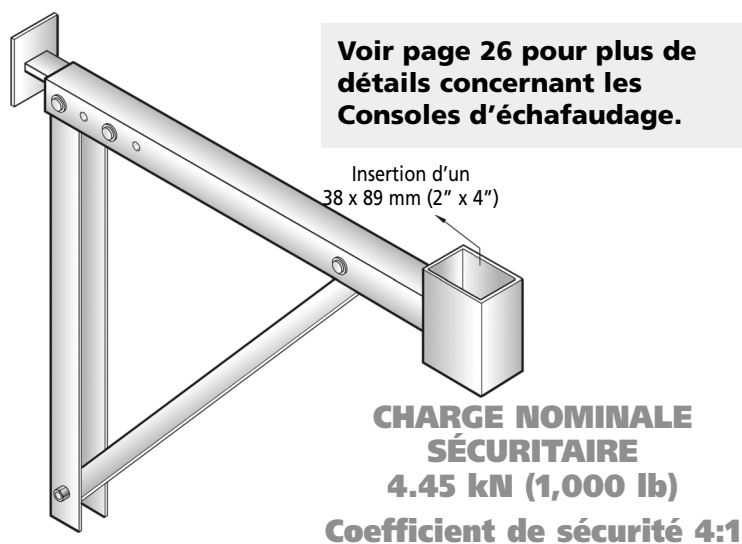 Voir page 26 pour plus de
détails concernant les
Consoles d’échafaudage.
Insertion d’un
38 x 89 mm (2” x 4”)
CHARGE NOMINALE
SÉCURITAIRE
4.45 kN (1,000 lb)
Coefficient de sécurité 4:1